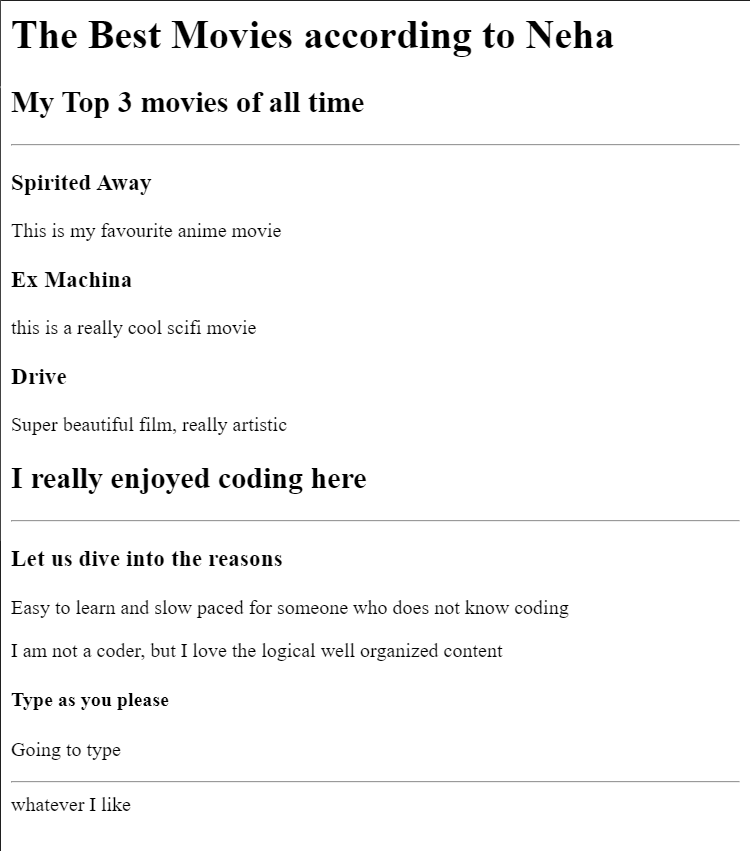 The Best Movies according to Neha
My Top 3 movies of all time
Spirited Away
This is my favourite anime movie
Ex Machina
this is a really cool scifi movie
Drive
Super beautiful film, really artistic
I really enjoyed coding here
Let us dive into the reasons
Easy to learn and slow paced for someone who does not know coding
I am not a coder, but I love the logical well organized content
Type as you please
Going to type
whatever I like